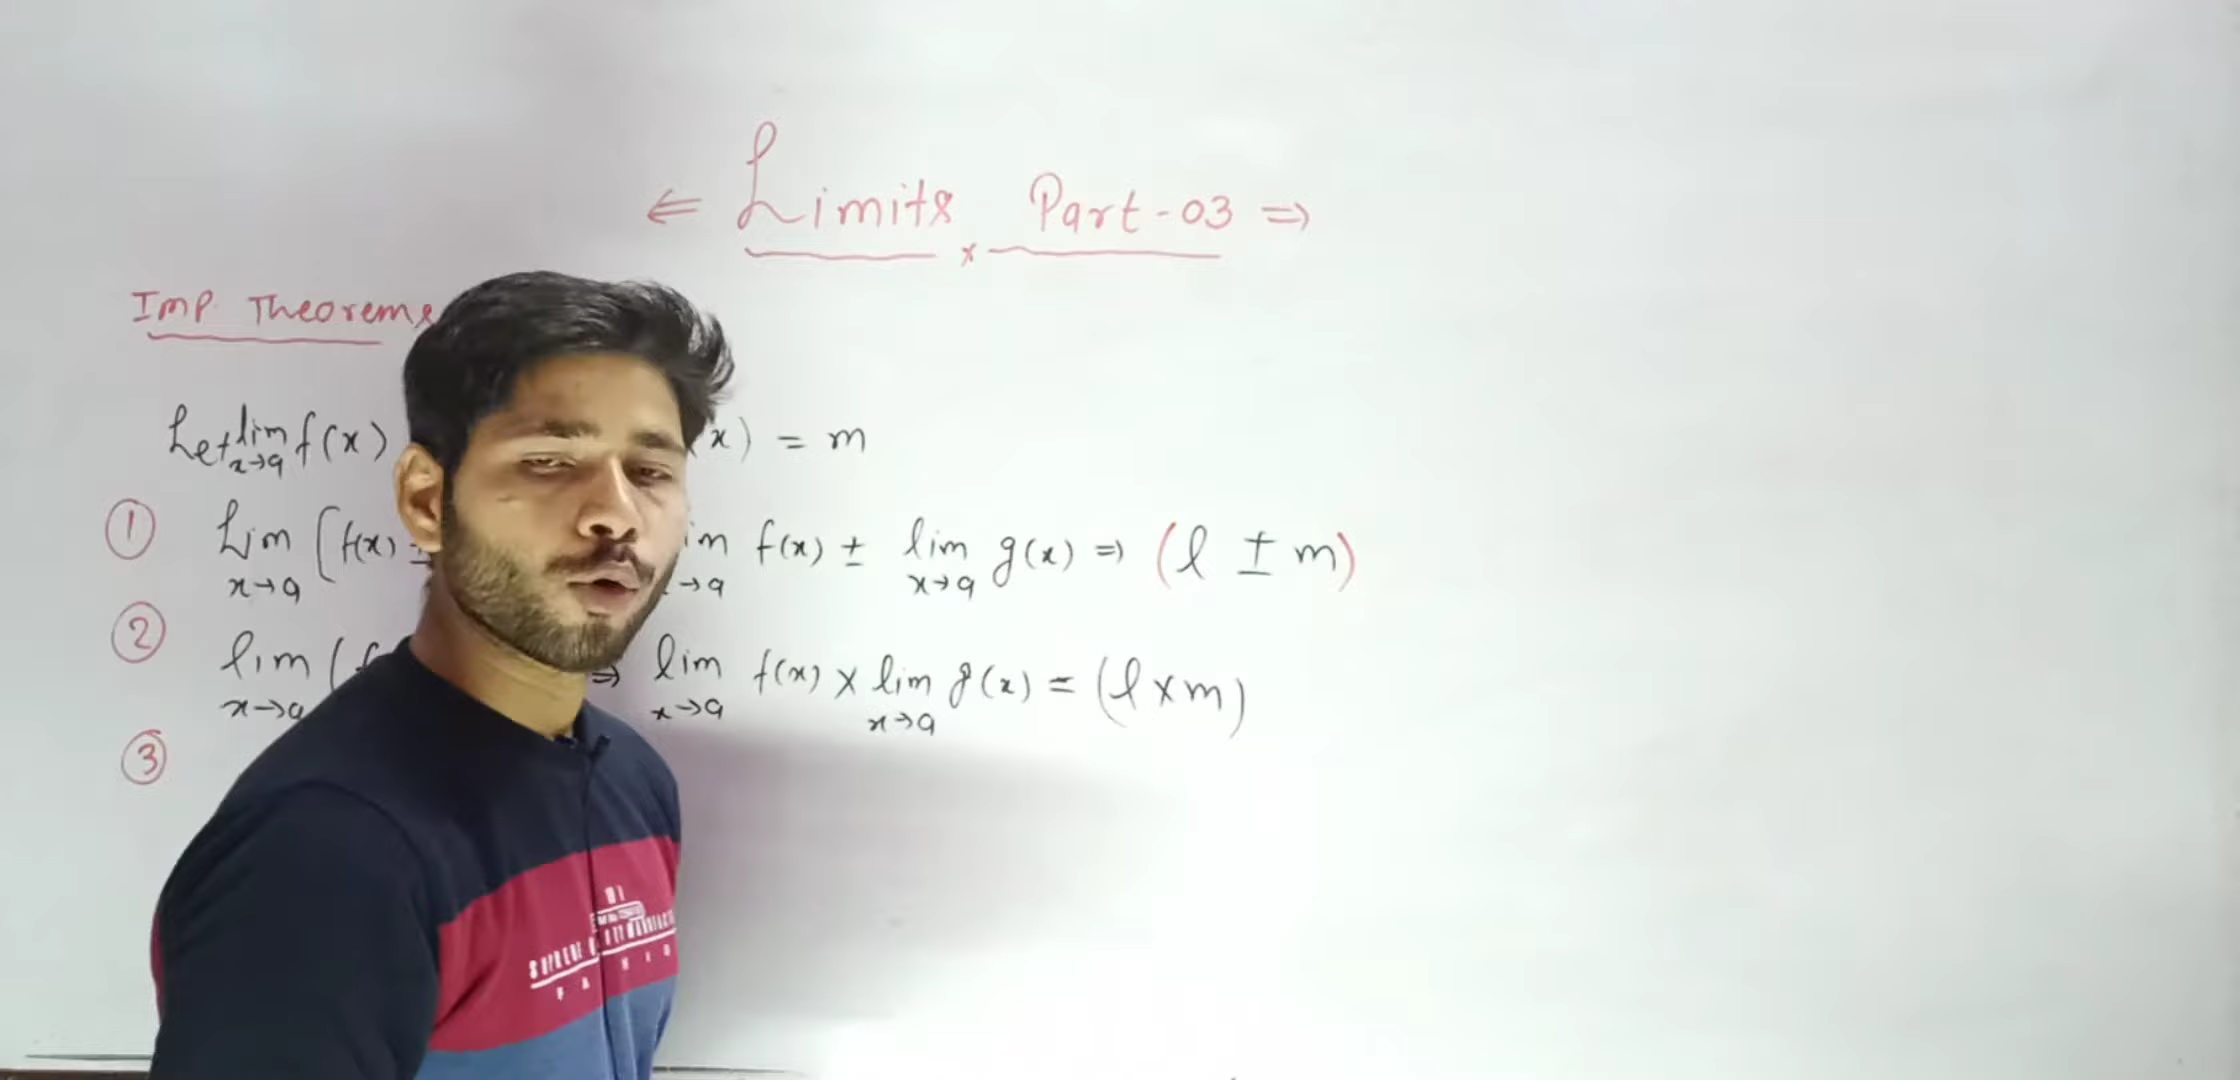 ⇐ Limits Part-03 ⇒
Imp. Theorems
Let lim x→a f(x) x) = m
① Lim x→a (f(x) ± im →a f(x) ± lim x→a g(x) ⇒ (l ± m)
② lim x→a (f ⇒ lim x→a f(x) × lim x→a g(x) = (l × m)
③